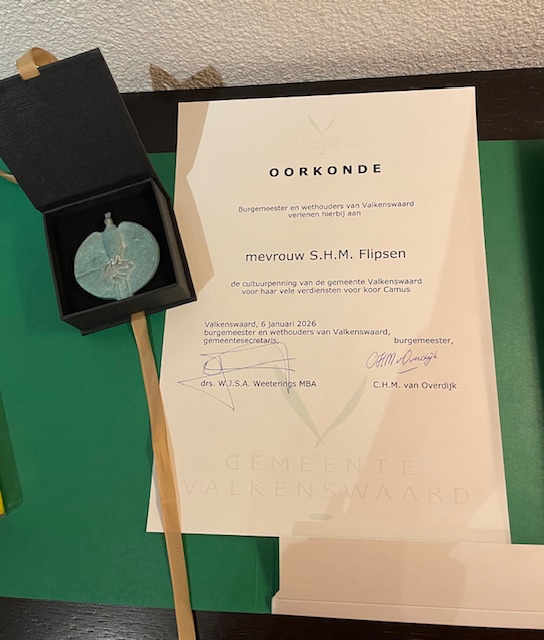 OORKONDE
Burgemeester en wethouders van Valkenswaard
verlenen hierbij aan
mevrouw S.H.M. Flipsen
de cultuurpenning van de gemeente Valkenswaard
voor haar vele verdiensten voor koor Camus
Valkenswaard, 6 januari 2026
burgemeester en wethouders van Valkenswaard,
gemeentesecretaris, burgemeester,
C.H.M. v Overdijk
drs. W.J.S.A. Weeterings MBA C.H.M. van Overdijk
GEMEENTE
VALKENSWAARD